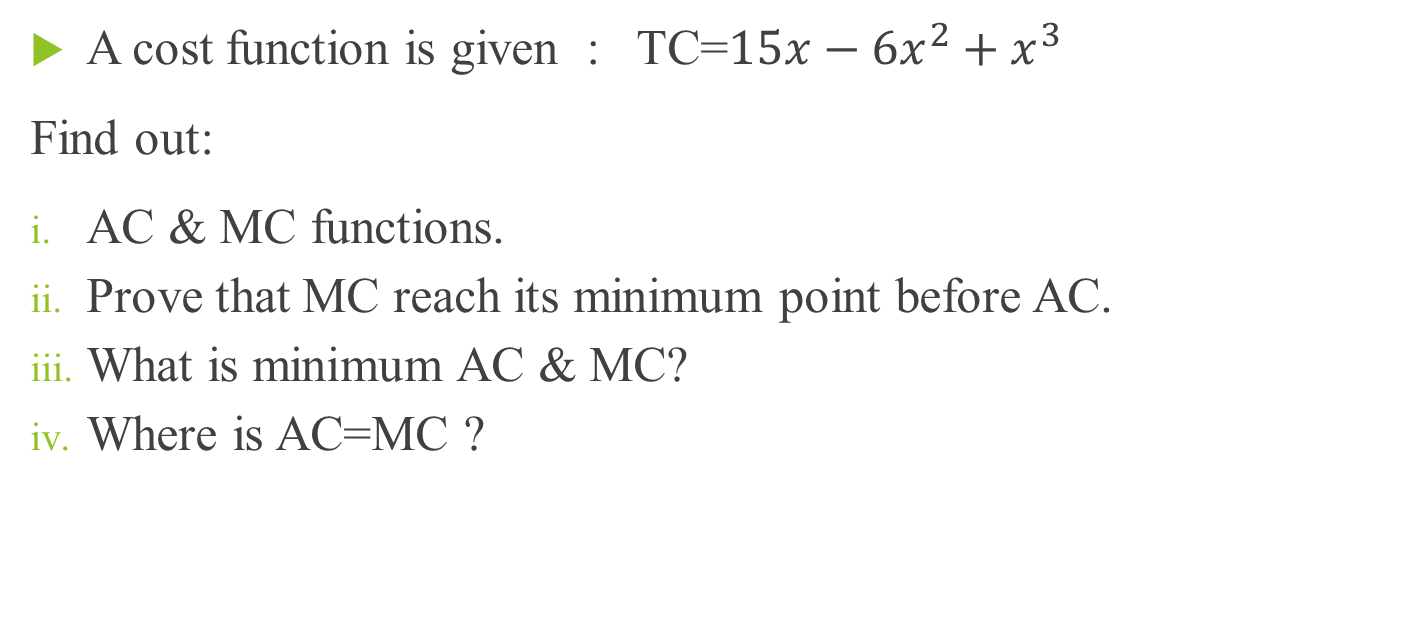 A cost function is given : TC=15𝑥 − 6𝑥² + 𝑥³
Find out:
i. AC & MC functions.
ii. Prove that MC reach its minimum point before AC.
iii. What is minimum AC & MC?
iv. Where is AC=MC ?